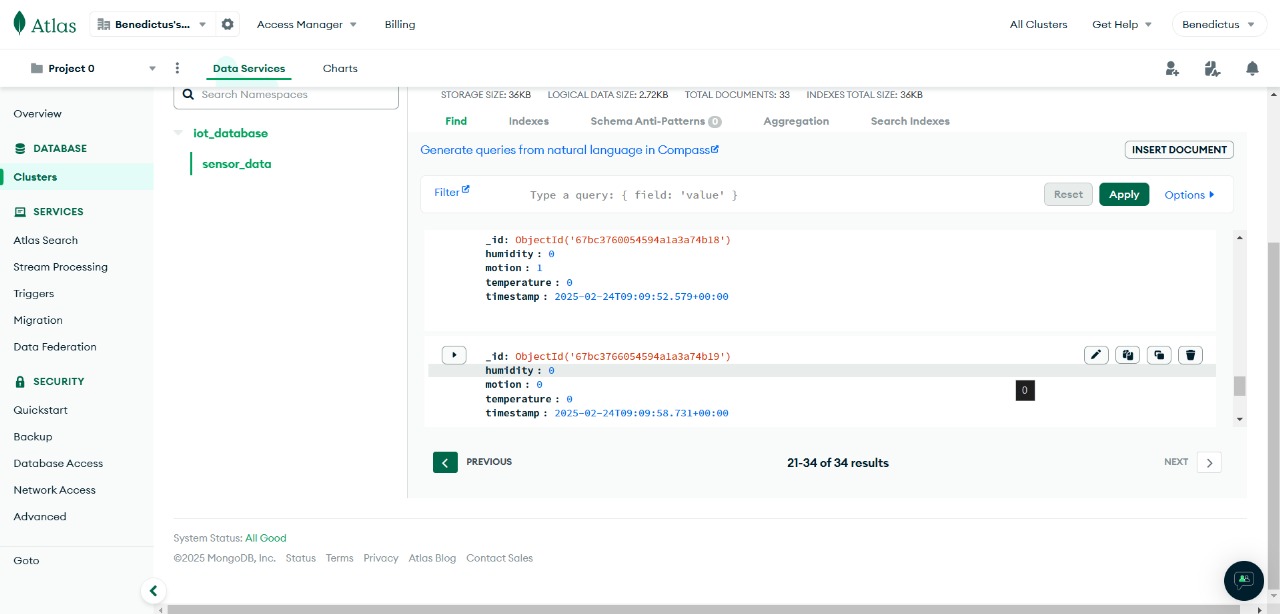 Atlas
Benedictus's...
Access Manager
Billing
All Clusters
Get Help
Benedictus
Project 0
Data Services
Charts
Overview
DATABASE
Clusters
SERVICES
Atlas Search
Stream Processing
Triggers
Migration
Data Federation
SECURITY
Quickstart
Backup
Database Access
Network Access
Advanced
Goto
Search Namespaces
iot_database
sensor_data
STORAGE SIZE: 36KB LOGICAL DATA SIZE: 2.72KB TOTAL DOCUMENTS: 33 INDEXES TOTAL SIZE: 36KB
Find Indexes Schema Anti-Patterns 0 Aggregation Search Indexes
Generate queries from natural language in Compass
INSERT DOCUMENT
Filter
Type a query: { field: 'value' }
Reset
Apply
Options
_id: ObjectId('67bc3760054594a1a3a74b18')
humidity: 0
motion: 1
temperature: 0
timestamp: 2025-02-24T09:09:52.579+00:00
_id: ObjectId('67bc3766054594a1a3a74b19')
humidity: 0
motion: 0
temperature: 0
timestamp: 2025-02-24T09:09:58.731+00:00
0
PREVIOUS
21-34 of 34 results
NEXT
System Status: All Good
©2025 MongoDB, Inc. Status Terms Privacy Atlas Blog Contact Sales